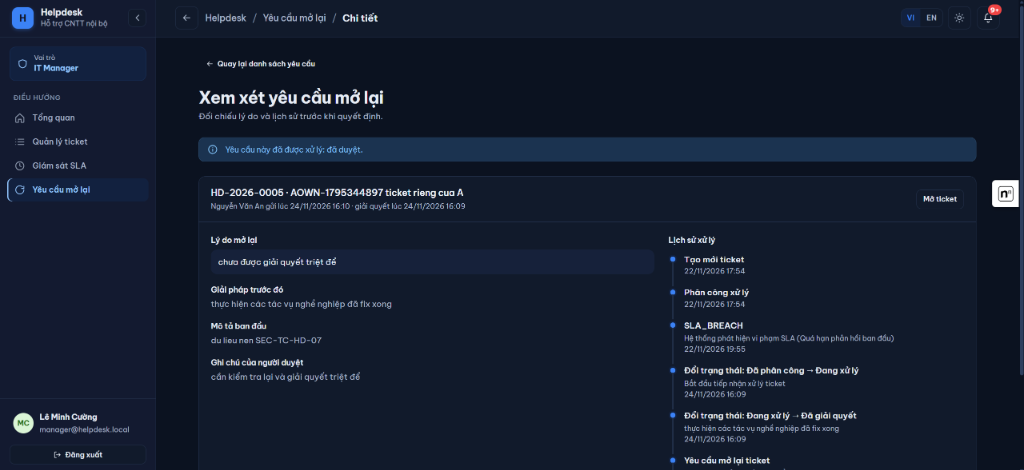 H
Helpdesk
Hỗ trợ CNTT nội bộ
Vai trò
IT Manager
ĐIỀU HƯỚNG
Tổng quan
Quản lý ticket
Giám sát SLA
Yêu cầu mở lại
MC
Lê Minh Cường
manager@helpdesk.local
Đăng xuất
Helpdesk / Yêu cầu mở lại / Chi tiết
VI EN
9+
← Quay lại danh sách yêu cầu
Xem xét yêu cầu mở lại
Đối chiếu lý do và lịch sử trước khi quyết định.
Yêu cầu này đã được xử lý: đã duyệt.
HD-2026-0005 · AOWN-1795344897 ticket rieng cua A
Nguyễn Văn An gửi lúc 24/11/2026 16:10 · giải quyết lúc 24/11/2026 16:09
Mở ticket
Lý do mở lại
chưa được giải quyết triệt để
Giải pháp trước đó
thực hiện các tác vụ nghề nghiệp đã fix xong
Mô tả ban đầu
du lieu nen SEC-TC-HD-07
Ghi chú của người duyệt
cần kiểm tra lại và giải quyết triệt để
Lịch sử xử lý
Tạo mới ticket
22/11/2026 17:54
Phân công xử lý
22/11/2026 17:54
SLA_BREACH
Hệ thống phát hiện vi phạm SLA (Quá hạn phản hồi ban đầu)
22/11/2026 19:55
Đổi trạng thái: Đã phân công → Đang xử lý
Bắt đầu tiếp nhận xử lý ticket
24/11/2026 16:09
Đổi trạng thái: Đang xử lý → Đã giải quyết
thực hiện các tác vụ nghề nghiệp đã fix xong
24/11/2026 16:09
Yêu cầu mở lại ticket
n